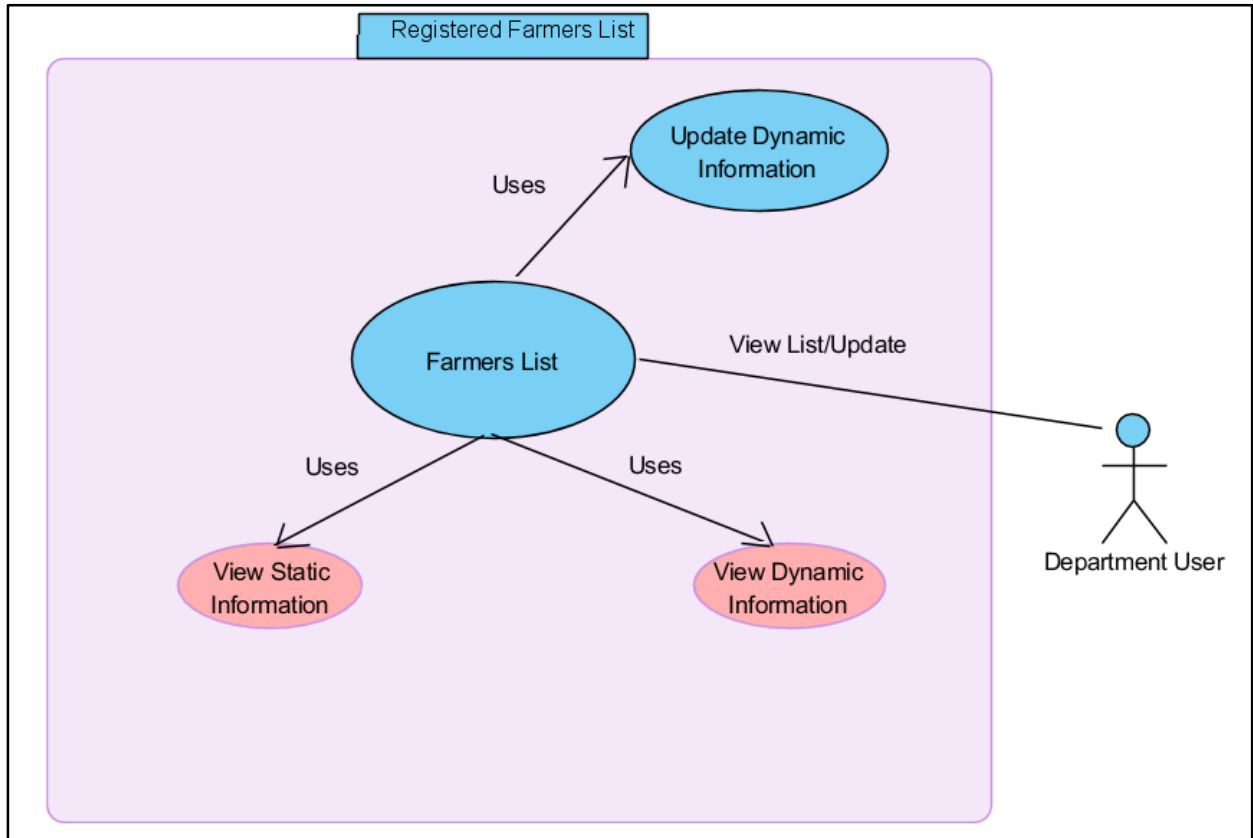 Registered Farmers List
Update Dynamic
Information
Uses
Farmers List
View List/Update
Uses
Uses
View Static
Information
View Dynamic
Information
Department User